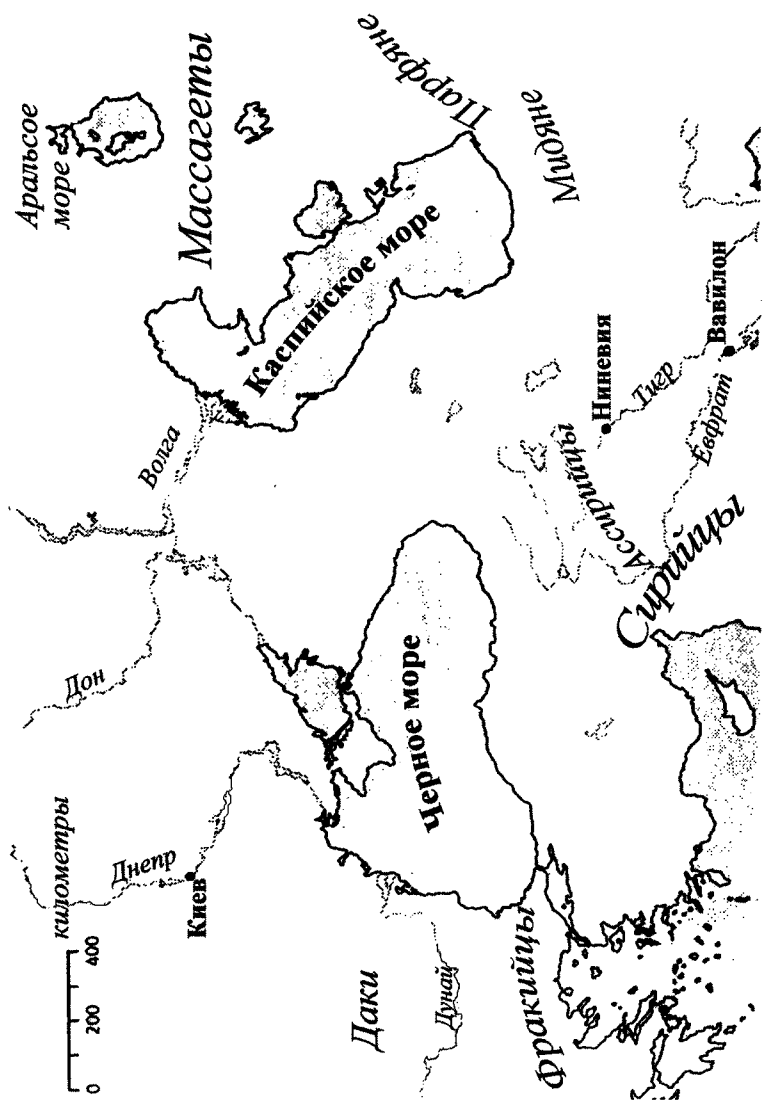 километры
0 200 400
Киев
Днепр
Дон
Волга
Аральсое
море
Массагеты
Даки
Дунай
Черное море
Каспийское море
Парфяне
Мидяне
Фракийцы
Ассирийцы
Сирийцы
Ниневия
Тигр
Евфрат
Вавилон